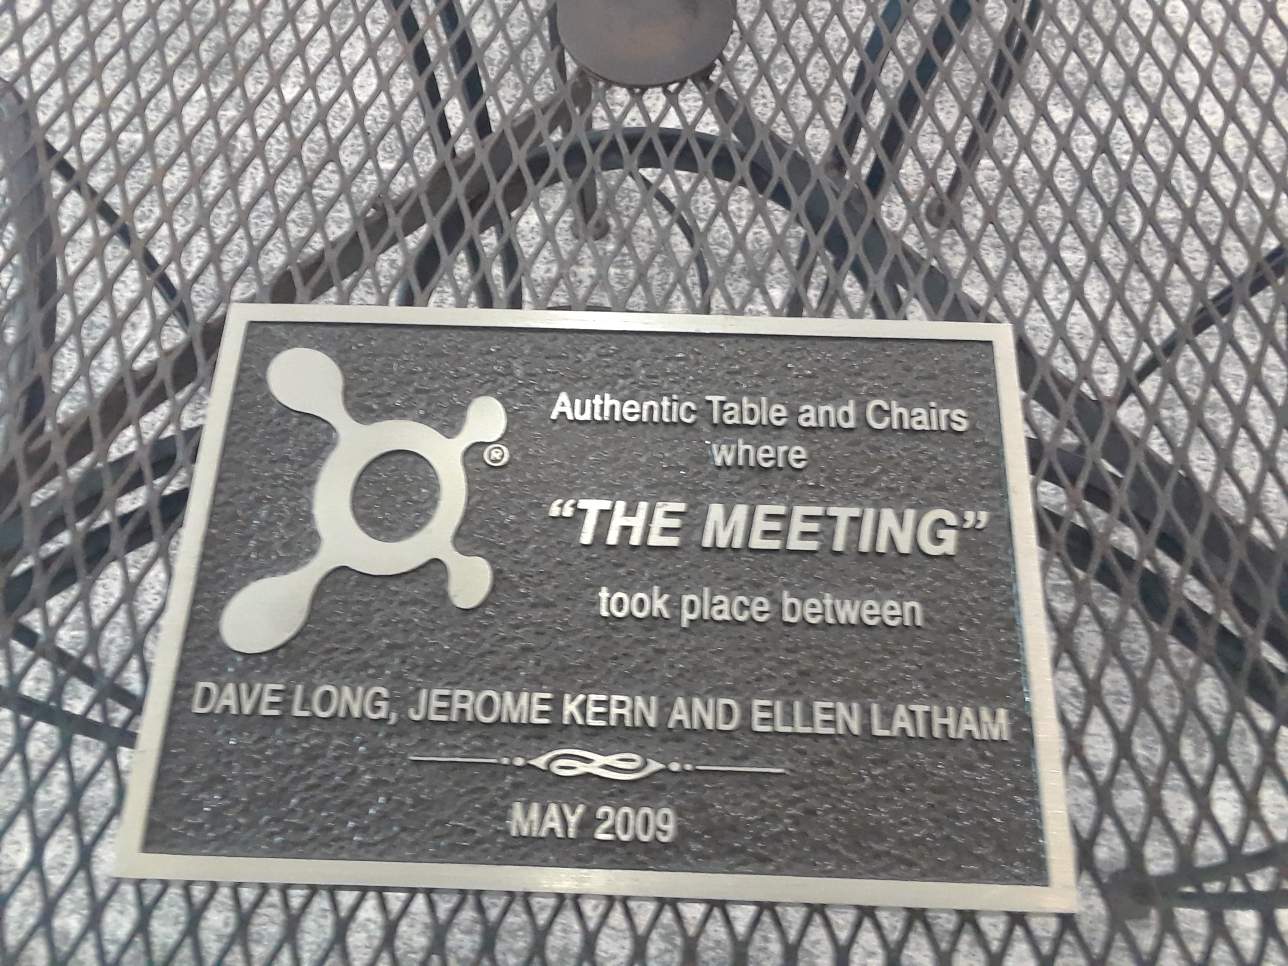 ®
Authentic Table and Chairs
where
“THE MEETING”
took place between
DAVE LONG, JEROME KERN AND ELLEN LATHAM
MAY 2009